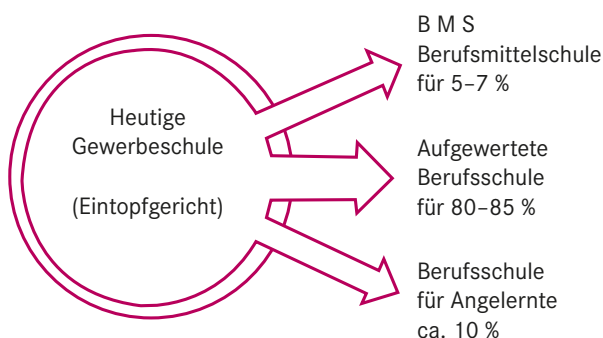 Heutige
Gewerbeschule
(Eintopfgericht)
B M S
Berufsmittelschule
für 5–7 %
Aufgewertete
Berufsschule
für 80–85 %
Berufsschule
für Angelernte
ca. 10 %